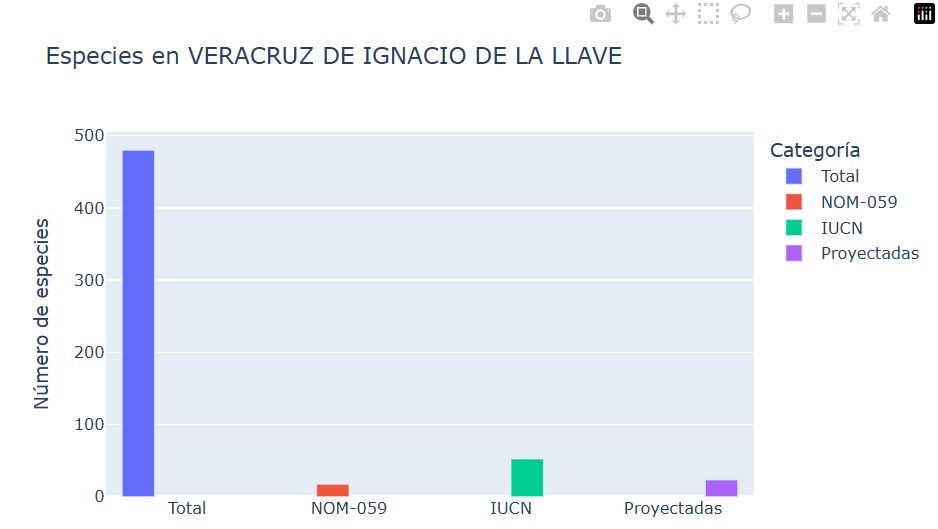 Especies en VERACRUZ DE IGNACIO DE LA LLAVE
Número de especies
500
400
300
200
100
0
Total
NOM-059
IUCN
Proyectadas
Categoría
Total
NOM-059
IUCN
Proyectadas